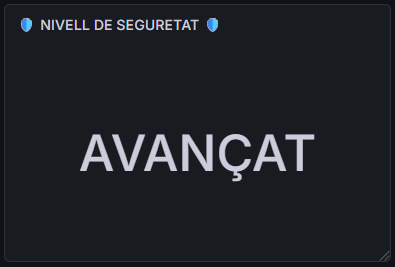 🛡️ NIVELL DE SEGURETAT 🛡️
AVANÇAT